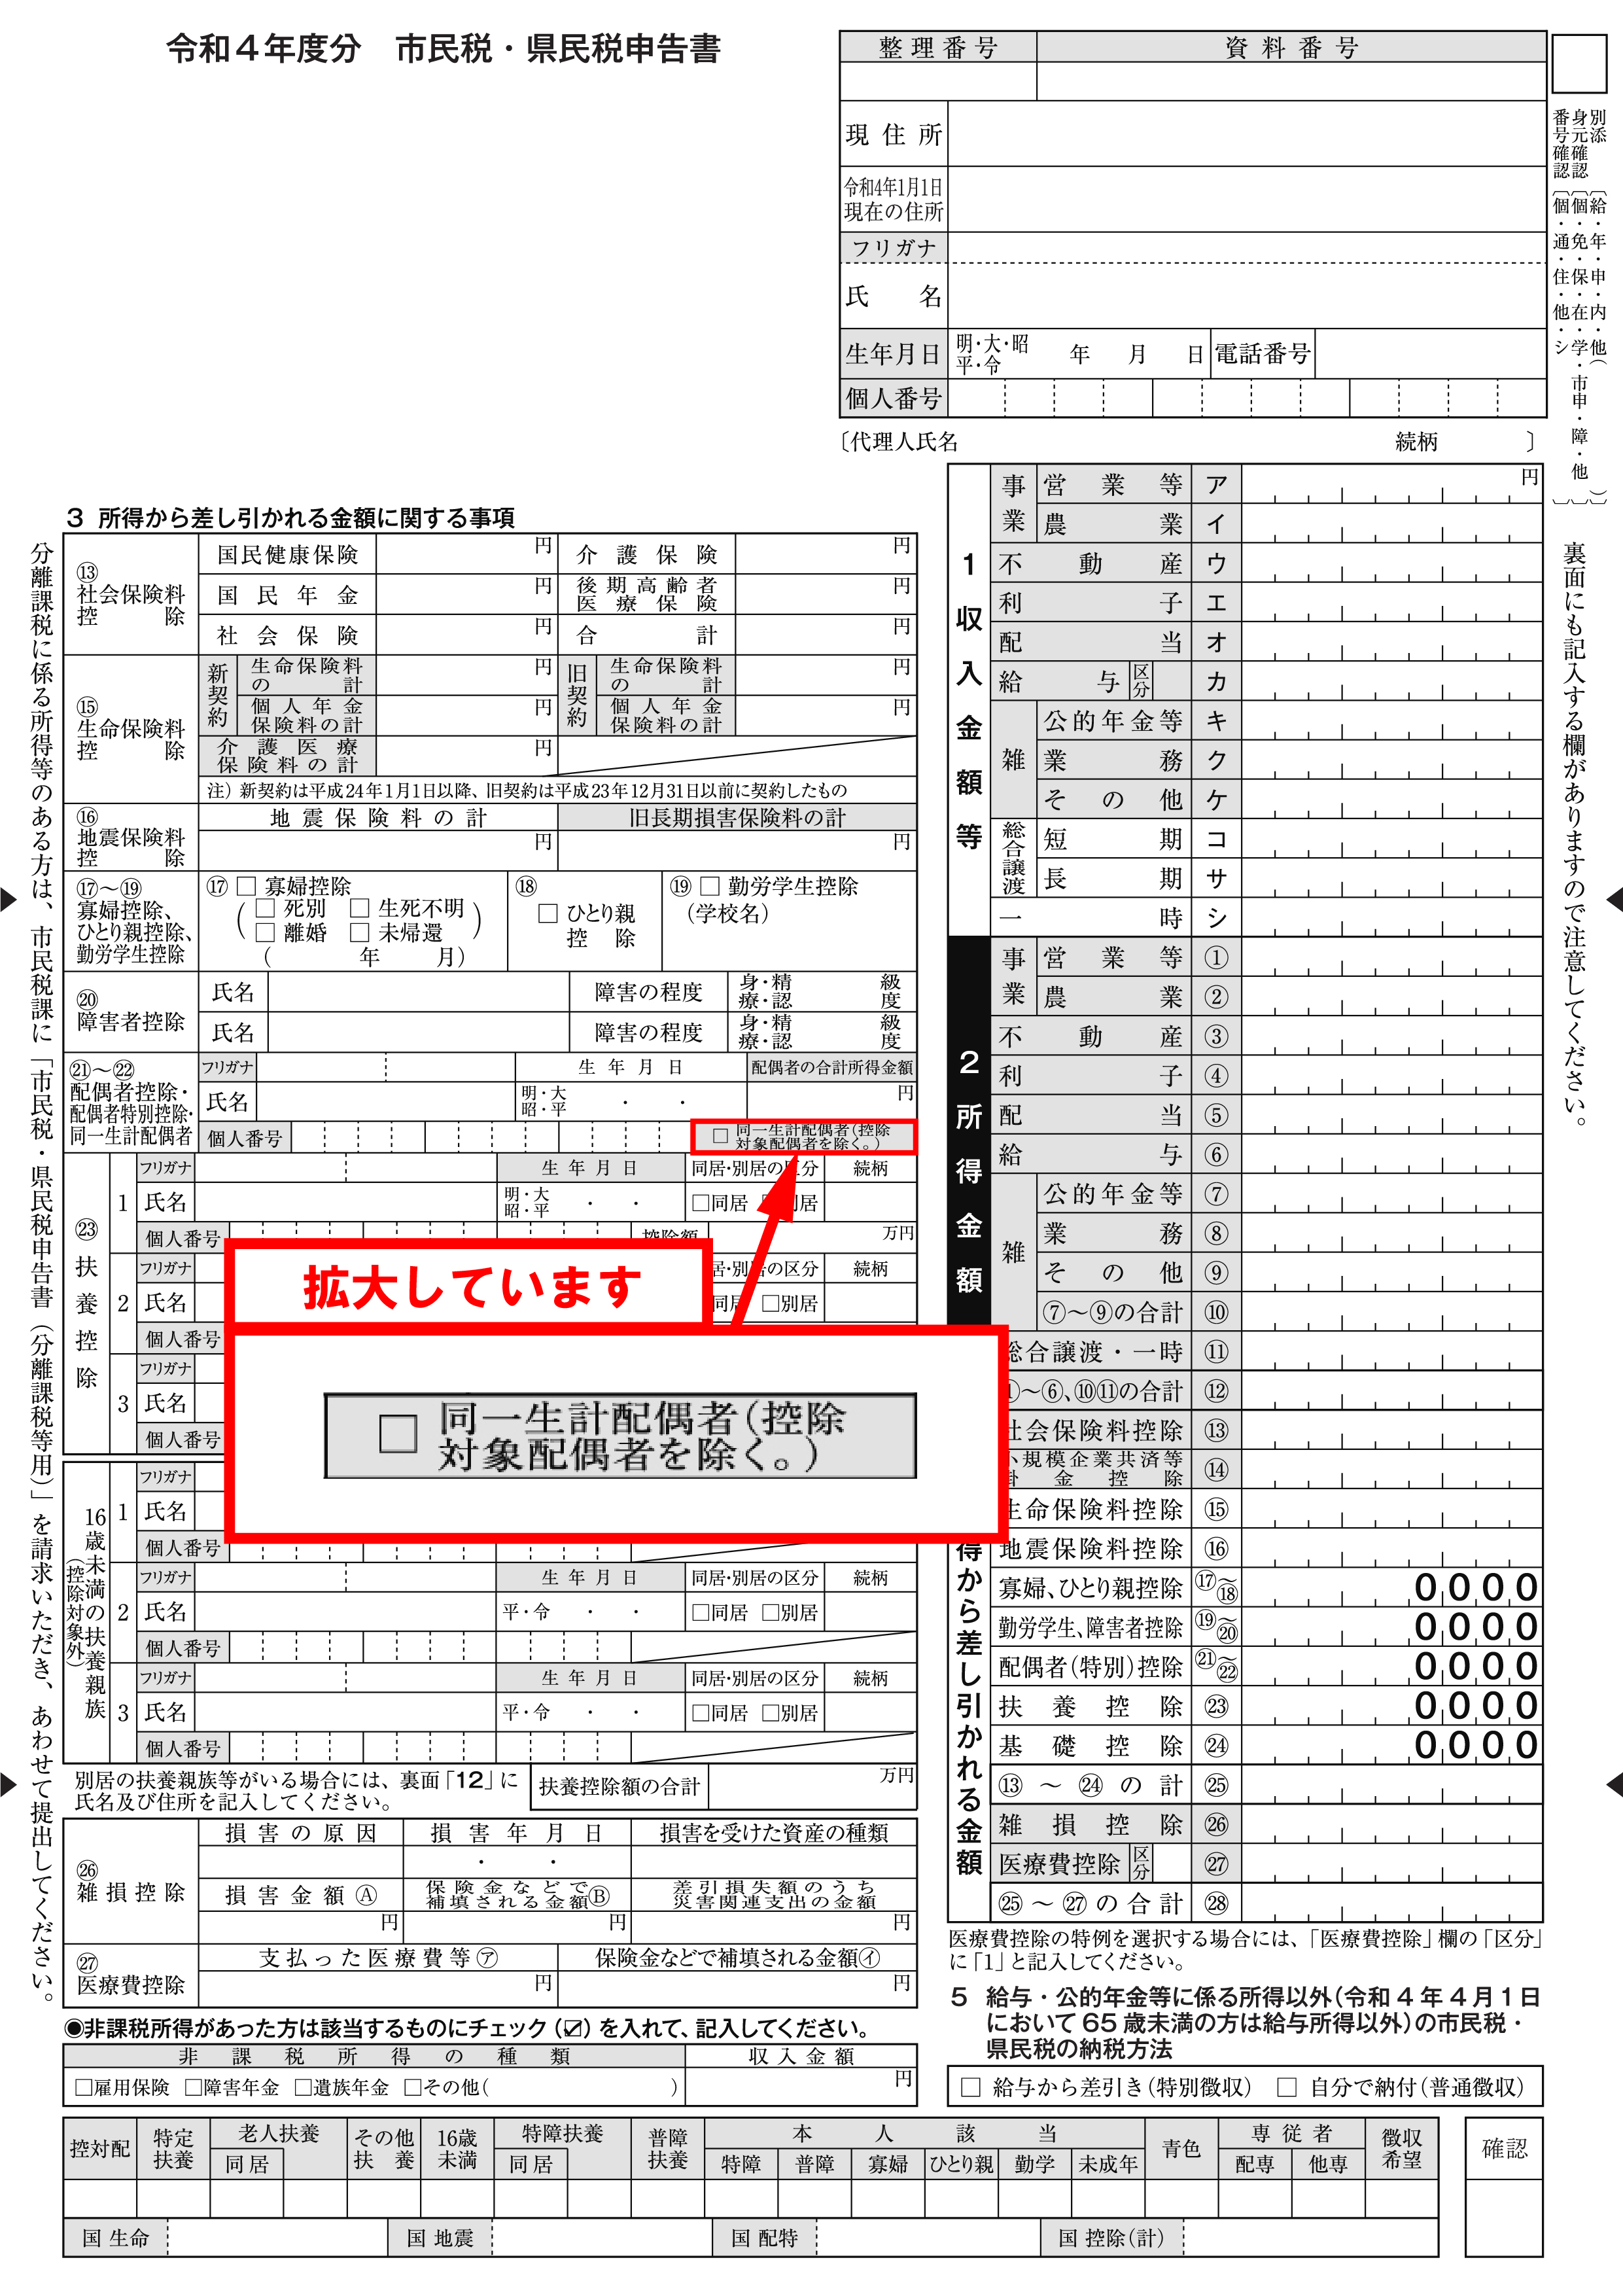 令和４年度分　市民税・県民税申告書
整理番号　資料番号
現住所
令和4年1月1日
現在の住所
フリガナ
氏　名
生年月日　明・大・昭
平・令　年　月　日　電話番号
個人番号
〔代理人氏名　続柄　〕
別添〔給・年・申・内・他（　）〕
身元確認〔個・免・保・在・学・市申・障・他〕
番号確認〔個・通・住・他・シ〕
裏面にも記入する欄がありますので注意してください。
分離課税に係る所得等のある方は、市民税課に「市民税・県民税申告書（分離課税等用）」を請求いただき、あわせて提出してください。
３ 所得から差し引かれる金額に関する事項
⑬
社会保険料
控除
国民健康保険　円　介護保険　円
国民年金　円　後期高齢者
医療保険　円
社会保険　円　合計　円
⑮
生命保険料
控除
新契約　生命保険料
の計　円　旧契約　生命保険料
の計　円
個人年金
保険料の計　円　個人年金
保険料の計　円
介護医療
保険料の計　円
注）新契約は平成24年1月1日以降、旧契約は平成23年12月31日以前に契約したもの
⑯
地震保険料
控除
地震保険料の計　旧長期損害保険料の計
円　円
⑰～⑲
寡婦控除、
ひとり親控除、
勤労学生控除
⑰ □ 寡婦控除
（□ 死別　□ 生死不明
□ 離婚　□ 未帰還）
（　年　月）
⑱
□ ひとり親
控除
⑲ □ 勤労学生控除
（学校名）
⑳
障害者控除
氏名　障害の程度　身・精
療・認　級
度
氏名　障害の程度　身・精
療・認　級
度
㉑～㉒
配偶者控除・
配偶者特別控除・
同一生計配偶者
フリガナ　生年月日　配偶者の合計所得金額
氏名　明・大
昭・平　・　・　円
個人番号　□ 同一生計配偶者（控除
対象配偶者を除く。）
㉓
扶養控除
1　フリガナ　生年月日　同居・別居の区分　続柄
氏名　明・大
昭・平　・　・　□同居　居
個人番号　控除額　万円
2　フリガナ　居・別居の区分　続柄
氏名　同居　□別居
個人番号
3　フリガナ
氏名
個人番号
拡大しています
□ 同一生計配偶者（控除
対象配偶者を除く。）
16歳未満の扶養親族
（控除対象外）
1　フリガナ
氏名
個人番号
2　フリガナ　生年月日　同居・別居の区分　続柄
氏名　平・令　・　・　□同居　□別居
個人番号
3　フリガナ　生年月日　同居・別居の区分　続柄
氏名　平・令　・　・　□同居　□別居
個人番号
別居の扶養親族等がいる場合には、裏面「12」に
氏名及び住所を記入してください。
扶養控除額の合計　万円
㉖
雑損控除
損害の原因　損害年月日　損害を受けた資産の種類
・　・
損害金額Ⓐ　保険金などで
補填される金額Ⓑ　差引損失額のうち
災害関連支出の金額
円　円　円
㉗
医療費控除
支払った医療費等㋐　保険金などで補填される金額㋑
円　円
◉非課税所得があった方は該当するものにチェック（☑）を入れて、記入してください。
非課税所得の種類　収入金額
□雇用保険　□障害年金　□遺族年金　□その他（　）　円
1 収入金額等
事業　営業等　ア　円
農業　イ
不動産　ウ
利子　エ
配当　オ
給与　区分　カ
雑　公的年金等　キ
業務　ク
その他　ケ
総合譲渡　短期　コ
長期　サ
一時　シ
2 所得金額
事業　営業等　①
農業　②
不動産　③
利子　④
配当　⑤
給与　⑥
雑　公的年金等　⑦
業務　⑧
その他　⑨
⑦～⑨の合計　⑩
総合譲渡・一時　⑪
～⑥、⑩⑪の合計　⑫
得から差し引かれる金額
社会保険料控除　⑬
規模企業共済等
掛金控除　⑭
生命保険料控除　⑮
地震保険料控除　⑯
寡婦、ひとり親控除　⑰～⑱　0000
勤労学生、障害者控除　⑲～⑳　0000
配偶者（特別）控除　㉑～㉒　0000
扶養控除　㉓　0000
基礎控除　㉔　0000
⑬～㉔の計　㉕
雑損控除　㉖
医療費控除　区分　㉗
㉕～㉗の合計　㉘
医療費控除の特例を選択する場合には、「医療費控除」欄の「区分」
に「1」と記入してください。
５ 給与・公的年金等に係る所得以外（令和４年４月１日
において65歳未満の方は給与所得以外）の市民税・
県民税の納税方法
□ 給与から差引き（特別徴収）　□ 自分で納付（普通徴収）
控対配　特定
扶養　老人扶養　同居　その他
扶養　16歳
未満　特障扶養　同居　普障
扶養　本人該当　青色　専従者　徴収
希望　確認
特障　普障　寡婦　ひとり親　勤学　未成年　配専　他専
国 生命　国 地震　国 配特　国 控除（計）